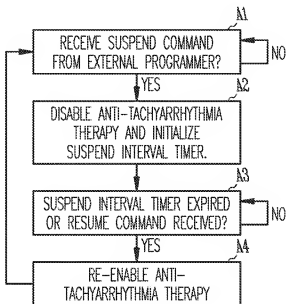 A1
RECEIVE SUSPEND COMMAND
FROM EXTERNAL PROGRAMMER?
NO
YES
A2
DISABLE ANTI-TACHYARRHYTHMIA
THERAPY AND INITIALIZE
SUSPEND INTERVAL TIMER.
A3
SUSPEND INTERVAL TIMER EXPIRED
OR RESUME COMMAND RECEIVED?
NO
YES
A4
RE-ENABLE ANTI-
TACHYARRHYTHMIA THERAPY